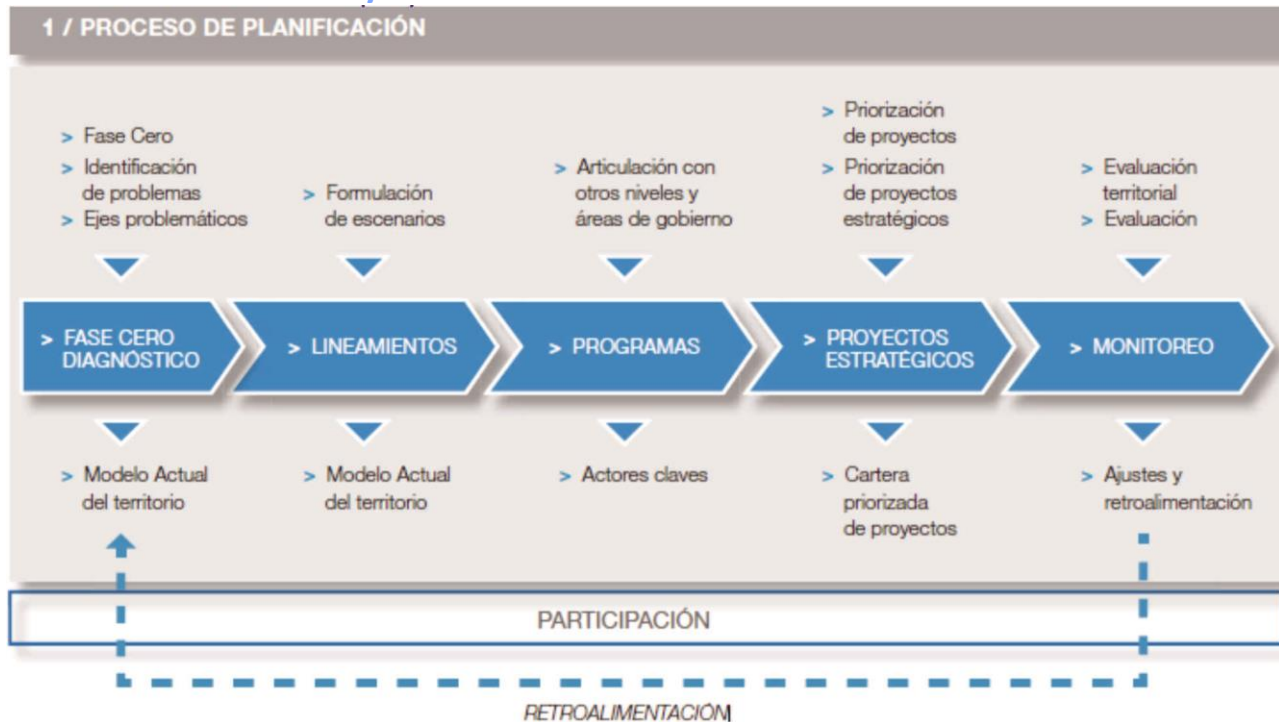 1 / PROCESO DE PLANIFICACIÓN
> Fase Cero
> Identificación
de problemas
> Ejes problemáticos
> Formulación
de escenarios
> Articulación con
otros niveles y
áreas de gobierno
> Priorización
de proyectos
> Priorización
de proyectos
estratégicos
> Evaluación
territorial
> Evaluación
> FASE CERO
DIAGNÓSTICO
> LINEAMIENTOS
> PROGRAMAS
> PROYECTOS
ESTRATÉGICOS
> MONITOREO
> Modelo Actual
del territorio
> Modelo Actual
del territorio
> Actores claves
> Cartera
priorizada
de proyectos
> Ajustes y
retroalimentación
PARTICIPACIÓN
RETROALIMENTACIÓN